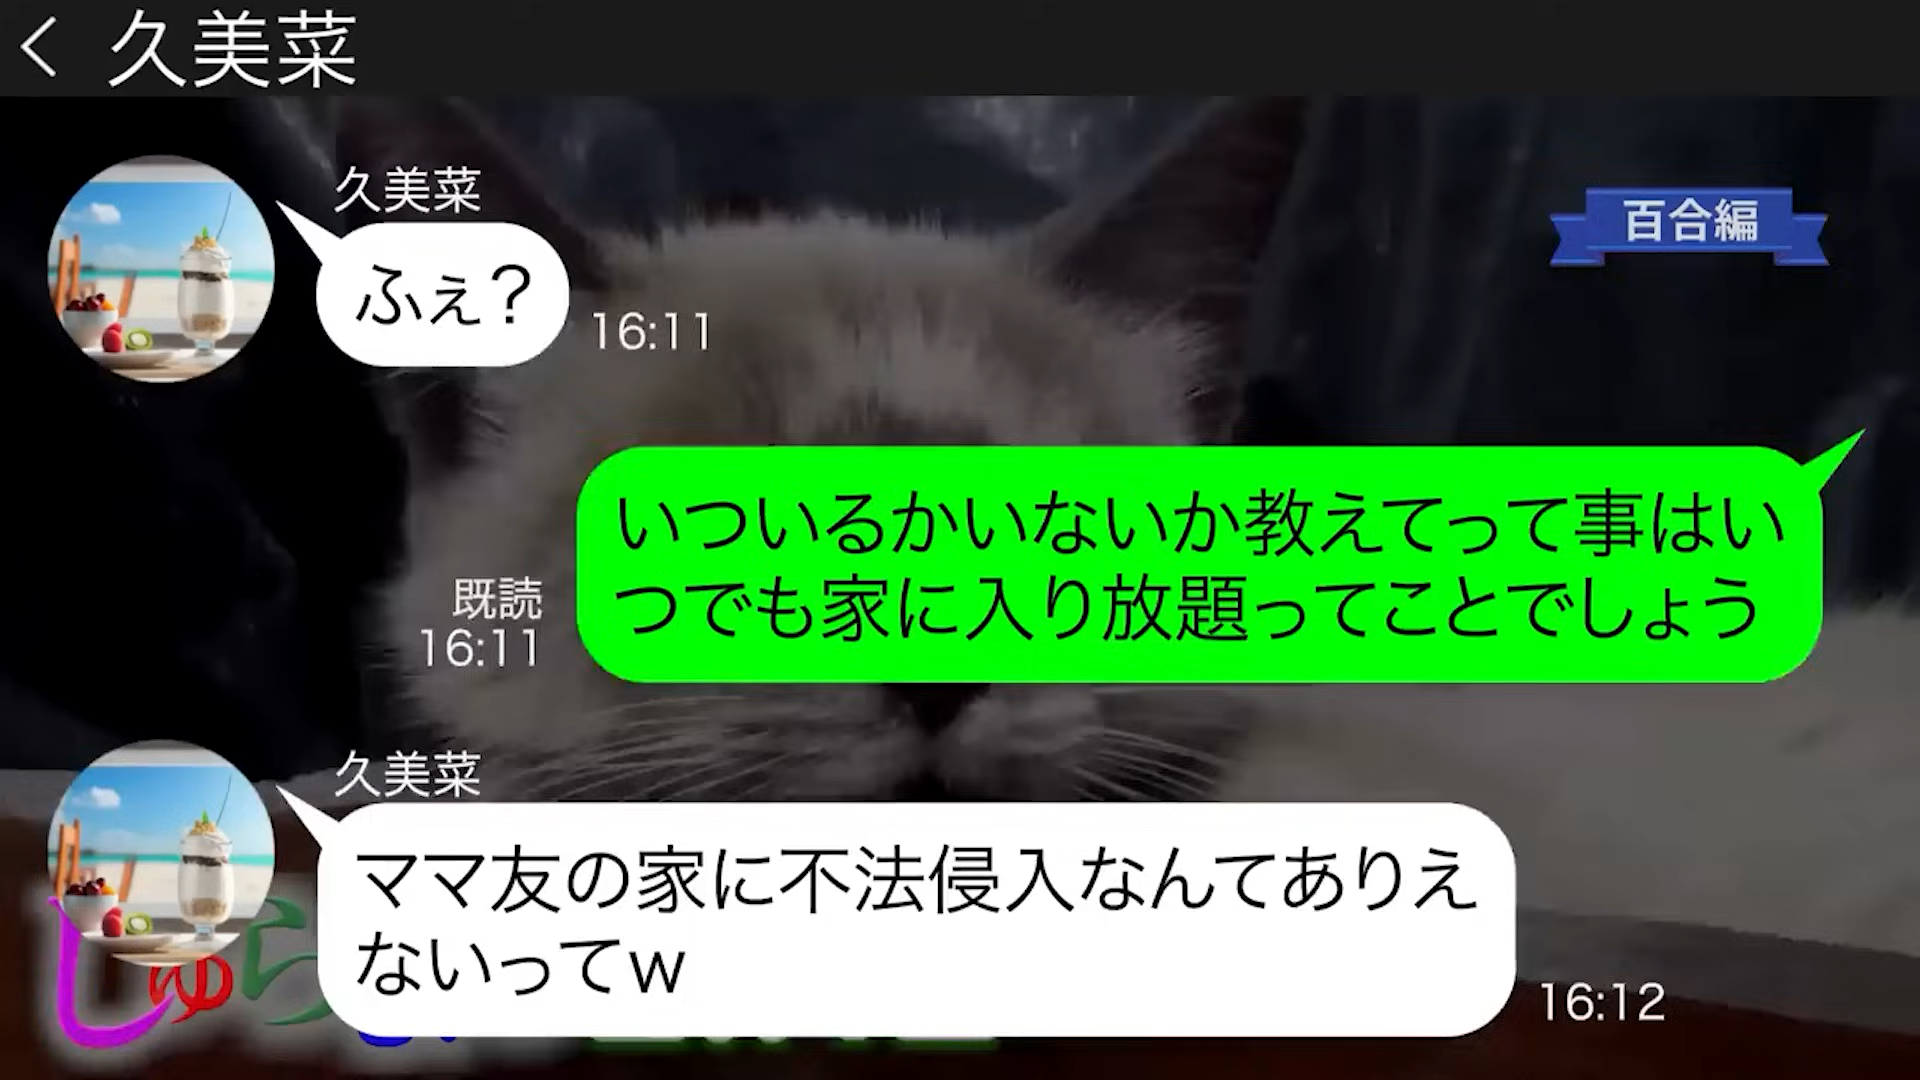 久美菜
久美菜
百合編
ふぇ?
16:11
いついるかいないか教えてって事はい
つでも家に入り放題ってことでしょう
既読
16:11
久美菜
ママ友の家に不法侵入なんてありえ
ないってw
16:12
しゅら